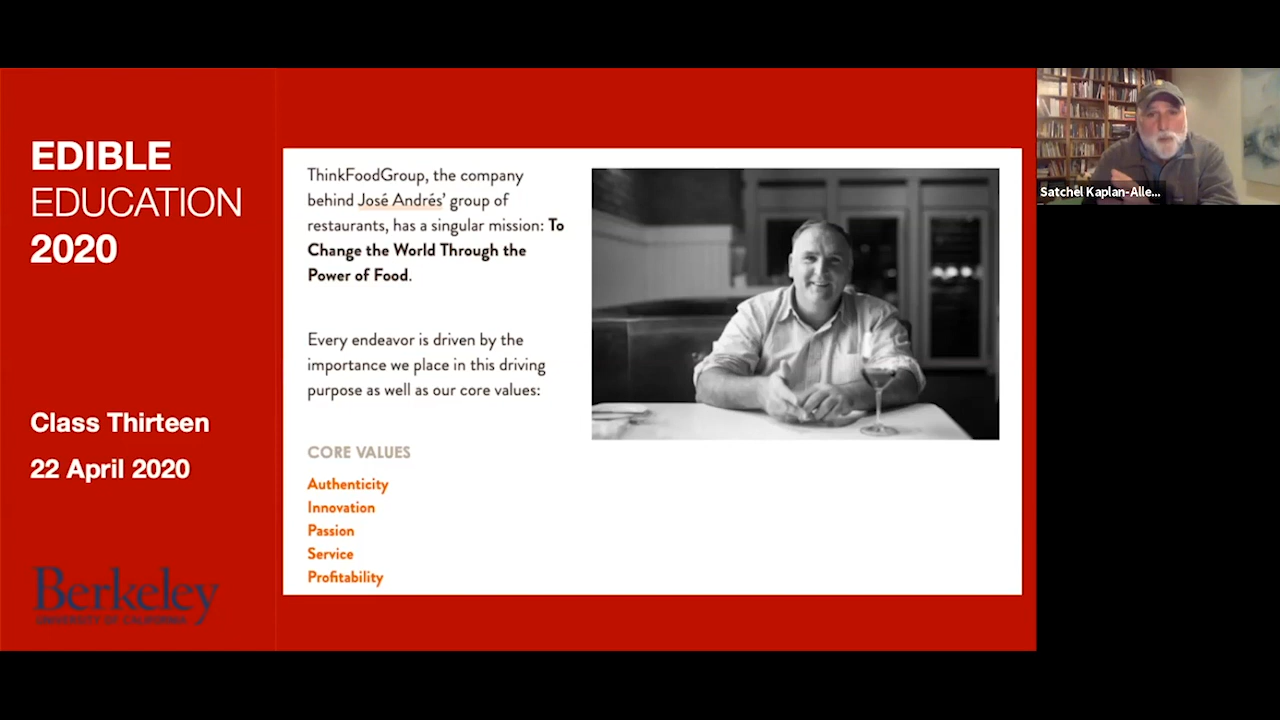 EDIBLE
EDUCATION
2020
Class Thirteen
22 April 2020
Berkeley
UNIVERSITY OF CALIFORNIA
ThinkFoodGroup, the company
behind José Andrés’ group of
restaurants, has a singular mission: To
Change the World Through the
Power of Food.
Every endeavor is driven by the
importance we place in this driving
purpose as well as our core values:
CORE VALUES
Authenticity
Innovation
Passion
Service
Profitability
Satchel Kaplan-Alle...